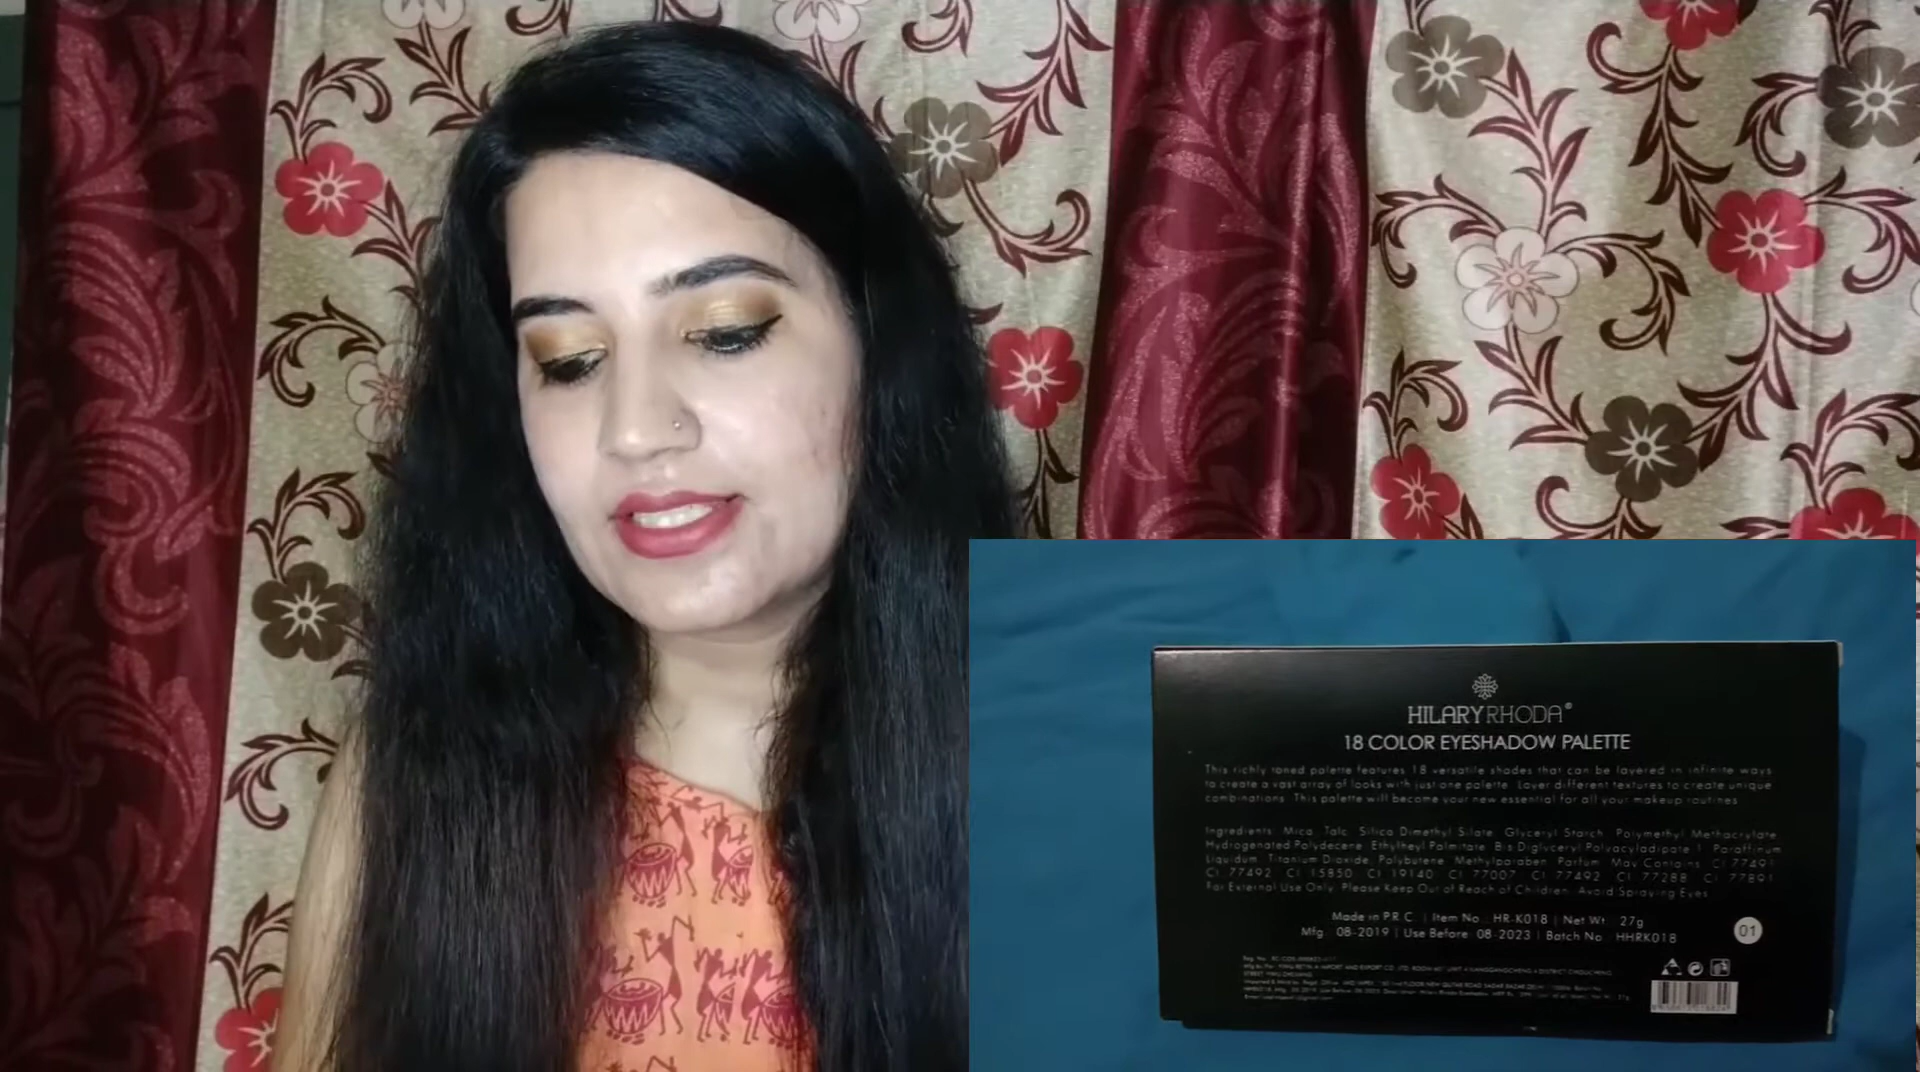 HILARYRHODA®
18 COLOR EYESHADOW PALETTE
This richly toned palette features 18 versatile shades that can be layered in infinite ways
to create a vast array of looks with just one palette. Layer different textures to create unique
combinations. This palette will become your new essential for all your makeup routines
Ingredients: Mica, Talc, Silica Dimethyl Silate, Glyceryl Starch, Polymethyl Methacrylate
Hydrogenated Polydecene, Ethylheyl Palmitate, Bis Diglyceryl Polyacyladipate 1, Paraffinum
Liquidum, Titanium Dioxide, Polybutene, Methylparaben, Parfum, May Contains CI 77491
CI 77492 CI 15850 CI 19140 CI 77007 CI 77492 CI 77288 CI 77891
For External Use Only. Please Keep Out of Reach of Children. Avoid Spraying Eyes
Made in P.R.C. | Item No.: HR-K018 | Net Wt.: 27g
Mfg.: 08-2019 | Use Before: 08-2023 | Batch No.: HHRK018
01